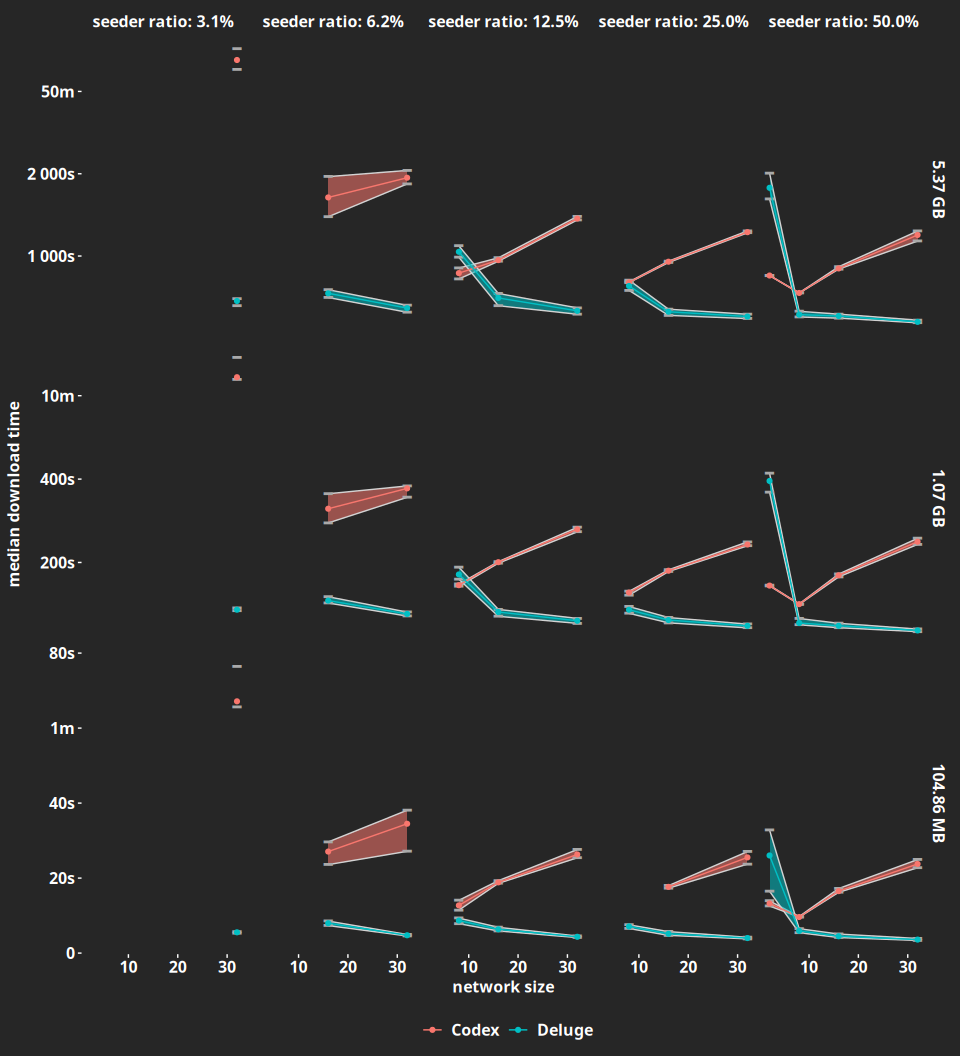 seeder ratio: 3.1% seeder ratio: 6.2% seeder ratio: 12.5% seeder ratio: 25.0% seeder ratio: 50.0%
50m
2 000s
1 000s
5.37 GB
10m
400s
200s
80s
1.07 GB
1m
40s
20s
0
104.86 MB
median download time
10 20 30 10 20 30 10 20 30 10 20 30 10 20 30
network size
Codex Deluge